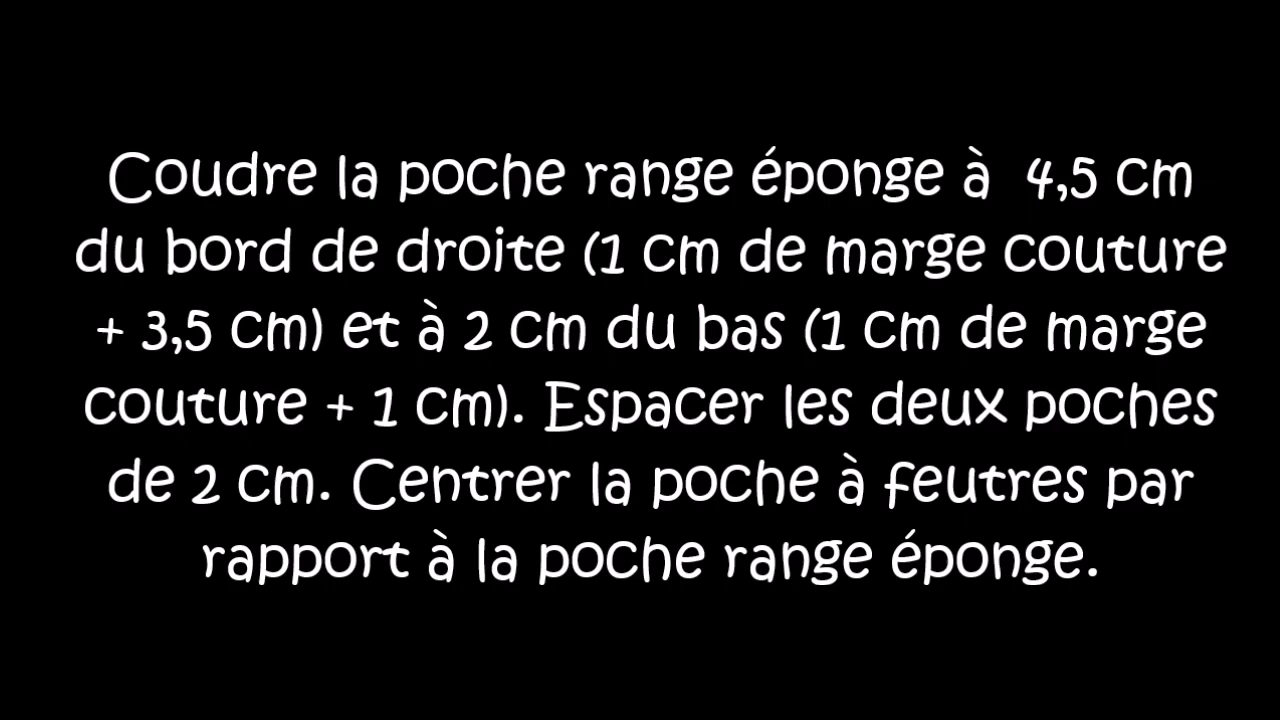 Coudre la poche range éponge à 4,5 cm
du bord de droite (1 cm de marge couture
+ 3,5 cm) et à 2 cm du bas (1 cm de marge
couture + 1 cm). Espacer les deux poches
de 2 cm. Centrer la poche à feutres par
rapport à la poche range éponge.